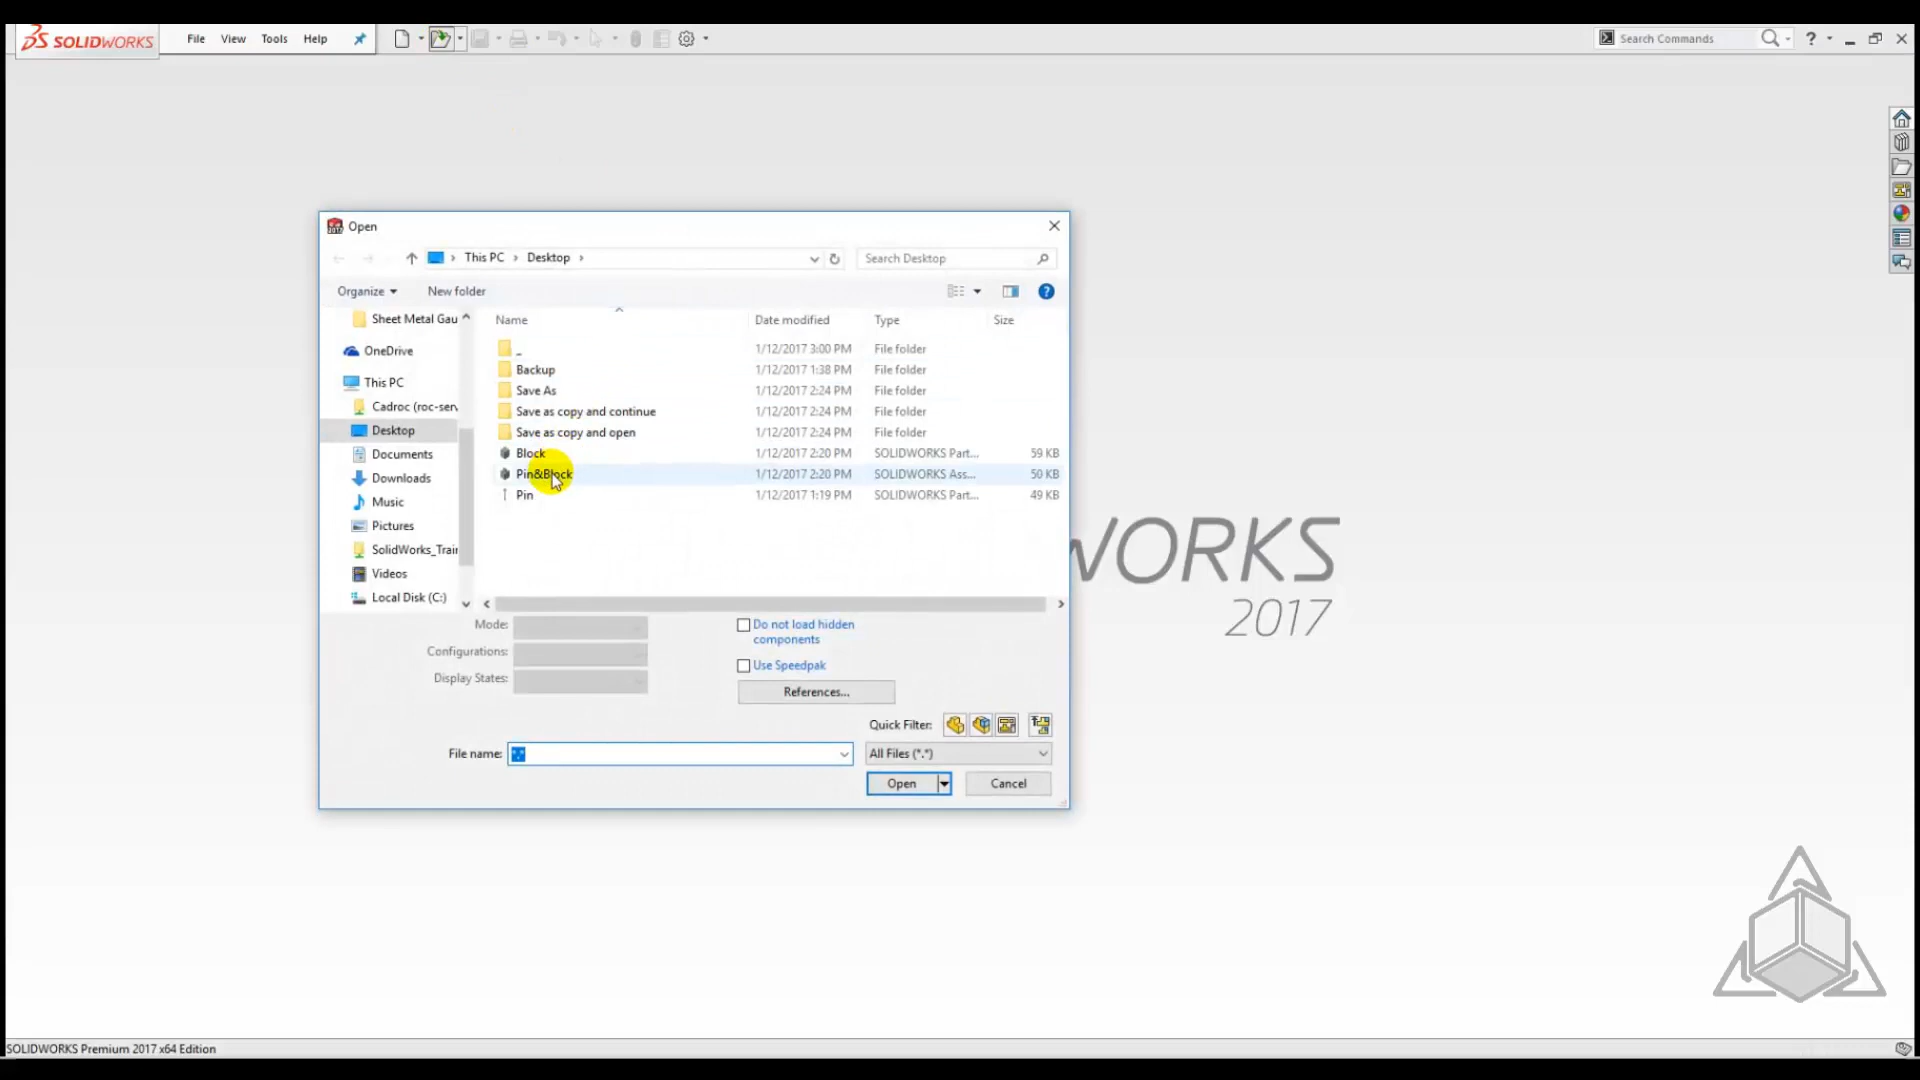 SOLIDWORKS File View Tools Help Search Commands ?
Open
This PC > Desktop > Search Desktop
Organize New folder ?
Name Date modified Type Size
Sheet Metal Gau
OneDrive
This PC
Cadroc (roc-serv
Desktop
Documents
Downloads
Music
Pictures
SolidWorks_Train
Videos
Local Disk (C:)
_ 1/12/2017 3:00 PM File folder
Backup 1/12/2017 1:38 PM File folder
Save As 1/12/2017 2:24 PM File folder
Save as copy and continue 1/12/2017 2:24 PM File folder
Save as copy and open 1/12/2017 2:24 PM File folder
Block 1/12/2017 2:20 PM SOLIDWORKS Part... 59 KB
Pin&Block 1/12/2017 2:20 PM SOLIDWORKS Ass... 50 KB
Pin 1/12/2017 1:19 PM SOLIDWORKS Part... 49 KB
WORKS
2017
Mode: Do not load hidden
components
Configurations: Use Speedpak
Display States: References...
Quick Filter:
File name: *.* All Files (*.*)
Open Cancel
SOLIDWORKS Premium 2017 x64 Edition